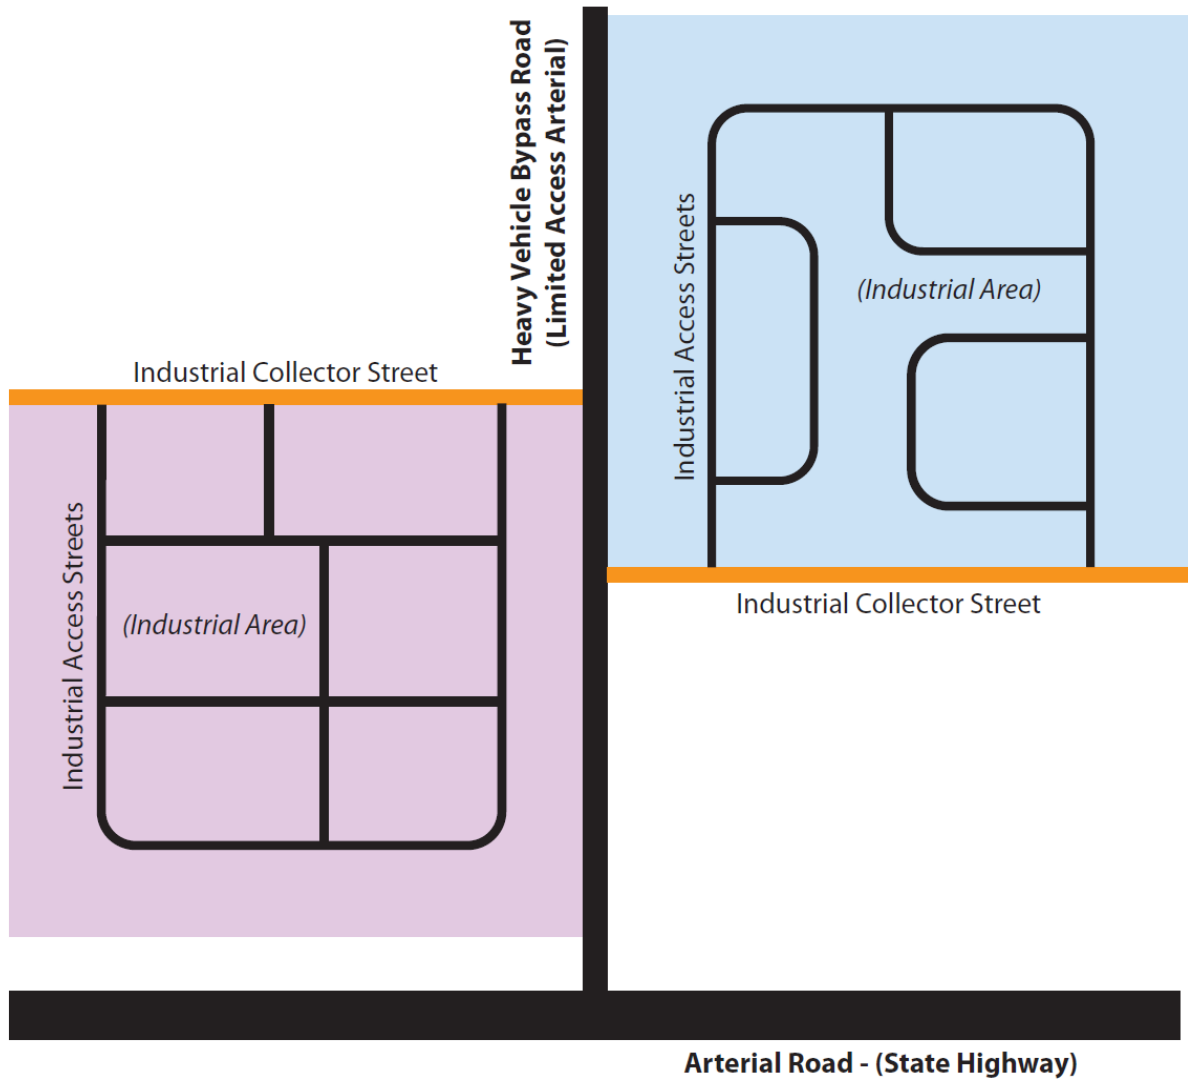 Heavy Vehicle Bypass Road
(Limited Access Arterial)
Industrial Access Streets
(Industrial Area)
Industrial Collector Street
Industrial Access Streets
(Industrial Area)
Industrial Collector Street
Arterial Road - (State Highway)